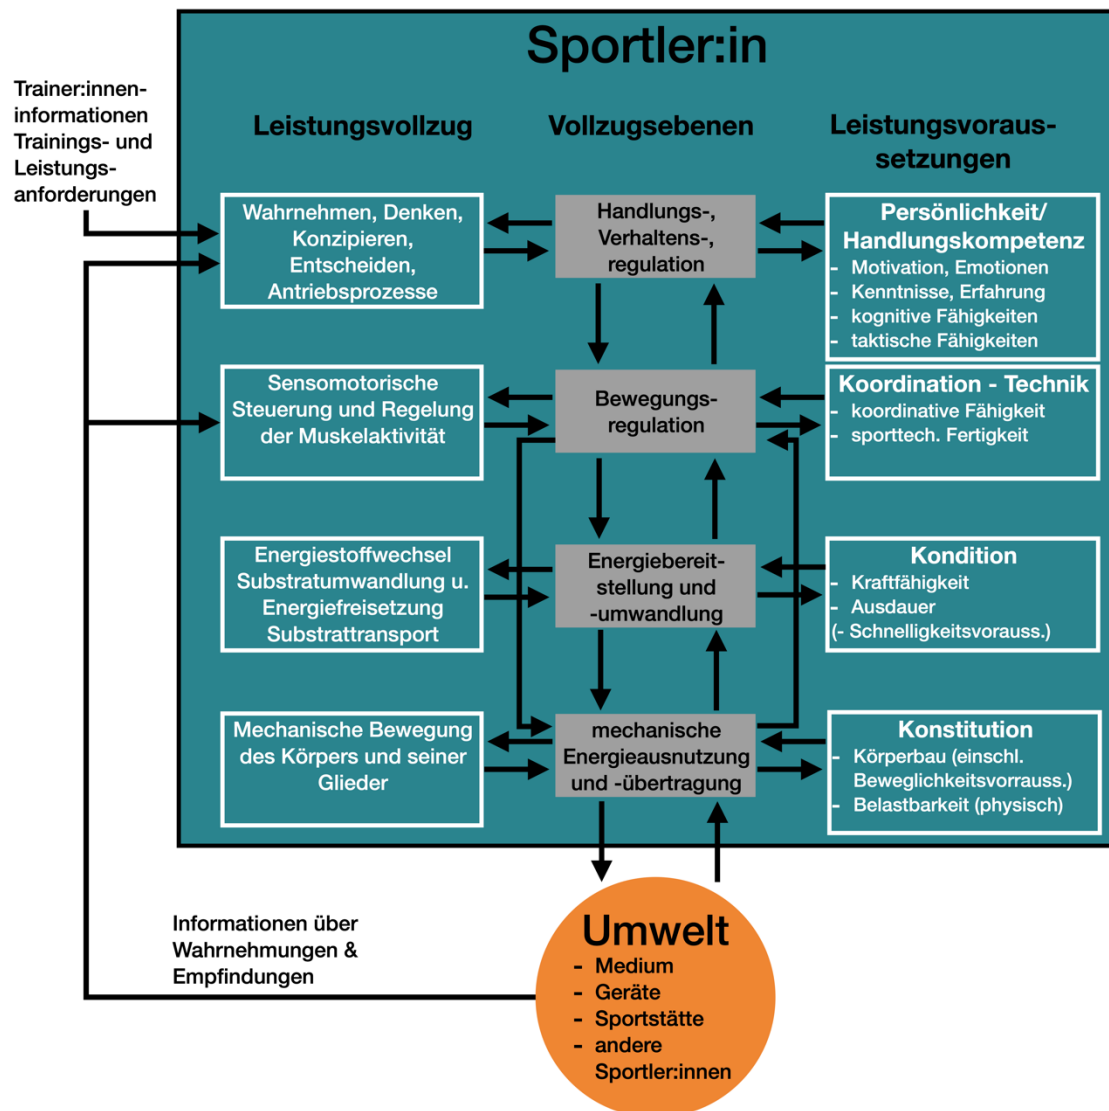 Sportler:in
Trainer:innen-
informationen
Trainings- und
Leistungs-
anforderungen
Leistungsvollzug
Vollzugsebenen
Leistungsvoraus-
setzungen
Wahrnehmen, Denken,
Konzipieren,
Entscheiden,
Antriebsprozesse
Handlungs-,
Verhaltens-,
regulation
Persönlichkeit/
Handlungskompetenz
- Motivation, Emotionen
- Kenntnisse, Erfahrung
- kognitive Fähigkeiten
- taktische Fähigkeiten
Sensomotorische
Steuerung und Regelung
der Muskelaktivität
Bewegungs-
regulation
Koordination - Technik
- koordinative Fähigkeit
- sporttech. Fertigkeit
Energiestoffwechsel
Substratumwandlung u.
Energiefreisetzung
Substrattransport
Energiebereit-
stellung und
-umwandlung
Kondition
- Kraftfähigkeit
- Ausdauer
(- Schnelligkeitsvorauss.)
Mechanische Bewegung
des Körpers und seiner
Glieder
mechanische
Energieausnutzung
und -übertragung
Konstitution
- Körperbau (einschl.
Beweglichkeitsvorrauss.)
- Belastbarkeit (physisch)
Informationen über
Wahrnehmungen &
Empfindungen
Umwelt
- Medium
- Geräte
- Sportstätte
- andere
Sportler:innen